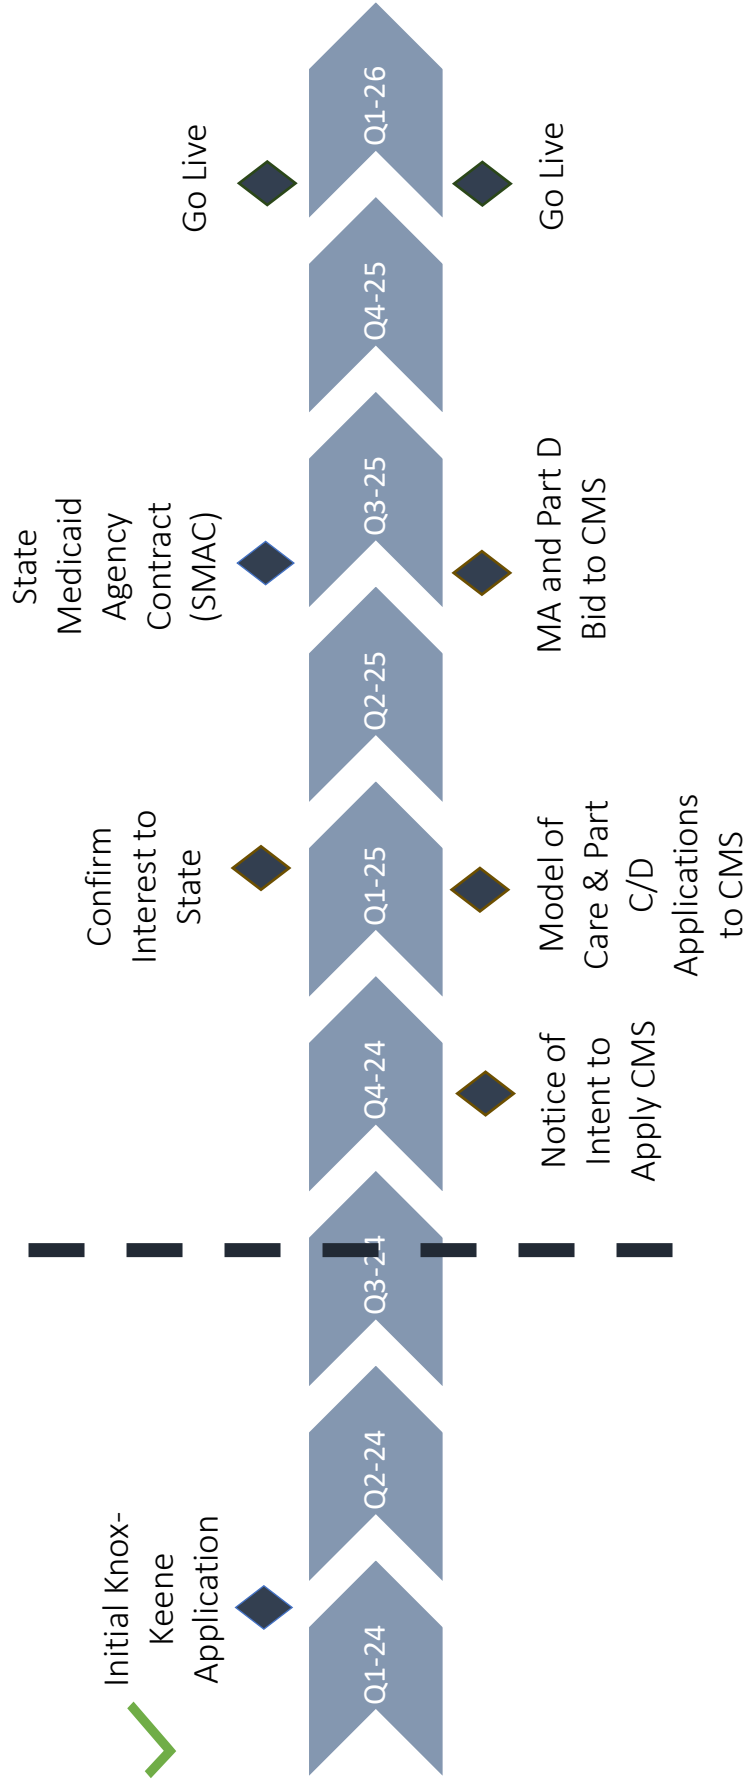 Initial Knox-
Keene
Application
Confirm
Interest to
State
State
Medicaid
Agency
Contract
(SMAC)
Go Live
Q1-24
Q2-24
Q3-24
Q4-24
Q1-25
Q2-25
Q3-25
Q4-25
Q1-26
Notice of
Intent to
Apply CMS
Model of
Care & Part
C/D
Applications
to CMS
MA and Part D
Bid to CMS
Go Live